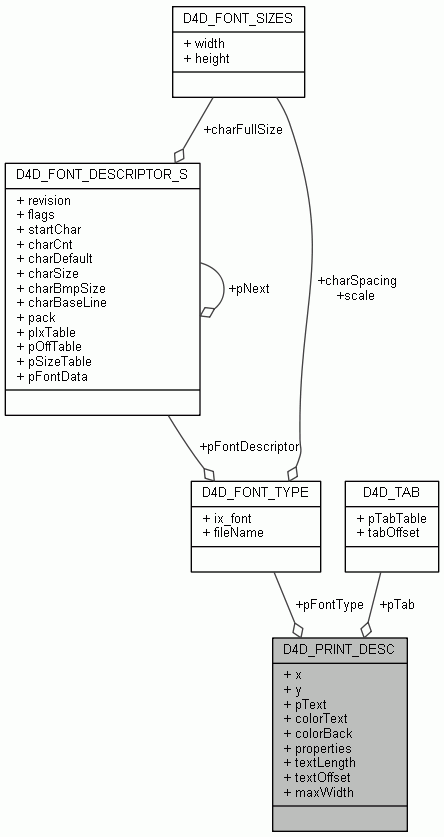 D4D_FONT_SIZES
+ width
+ height
+charFullSize
D4D_FONT_DESCRIPTOR_S
+ revision
+ flags
+ startChar
+ charCnt
+ charDefault
+ charSize
+ charBmpSize
+ charBaseLine
+ pack
+ pIxTable
+ pOffTable
+ pSizeTable
+ pFontData
+pNext
+charSpacing
+scale
+pFontDescriptor
D4D_FONT_TYPE
+ ix_font
+ fileName
D4D_TAB
+ pTabTable
+ tabOffset
+pFontType
+pTab
D4D_PRINT_DESC
+ x
+ y
+ pText
+ colorText
+ colorBack
+ properties
+ textLength
+ textOffset
+ maxWidth